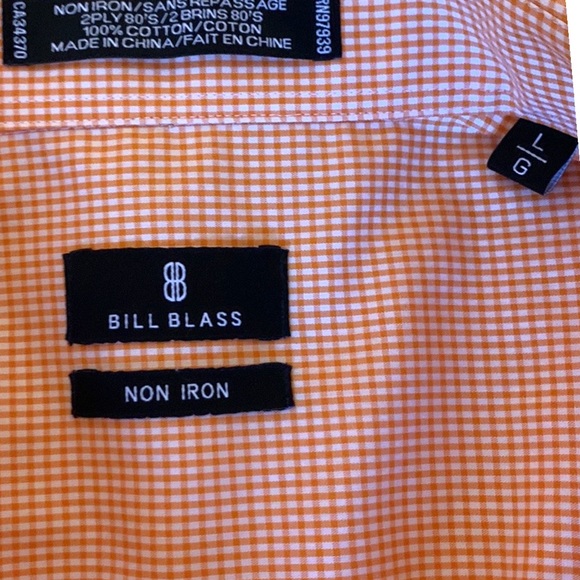 NON IRON/SANS REPASSAGE
2PLY 80'S/2 BRINS 80'S
100% COTTON/COTON
MADE IN CHINA/FAIT EN CHINE
CA34370
RN97939
L
G
BILL BLASS
NON IRON